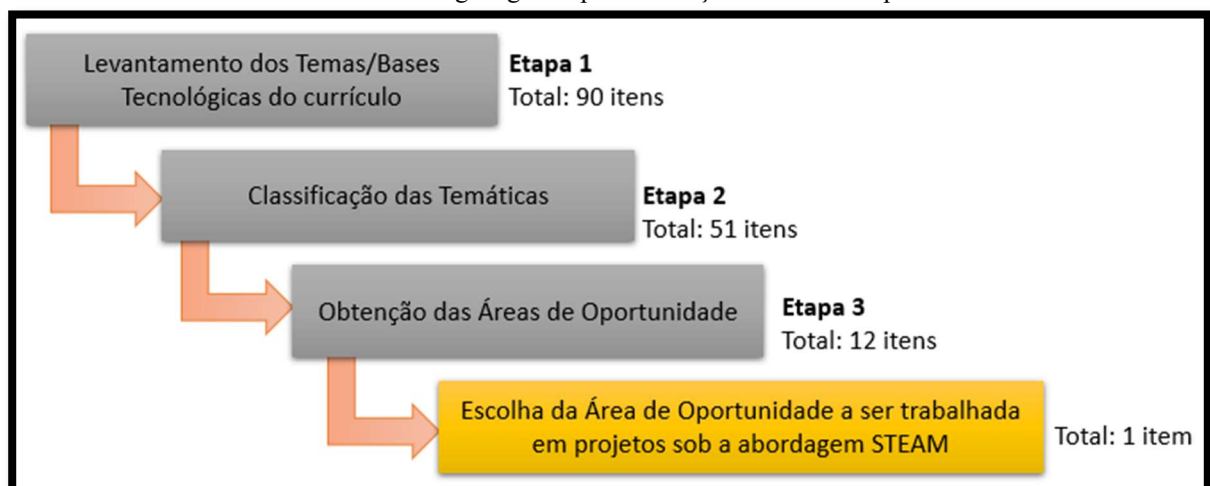 Levantamento dos Temas/Bases
Tecnológicas do currículo
Etapa 1
Total: 90 itens
Classificação das Temáticas
Etapa 2
Total: 51 itens
Obtenção das Áreas de Oportunidade
Etapa 3
Total: 12 itens
Escolha da Área de Oportunidade a ser trabalhada
em projetos sob a abordagem STEAM
Total: 1 item